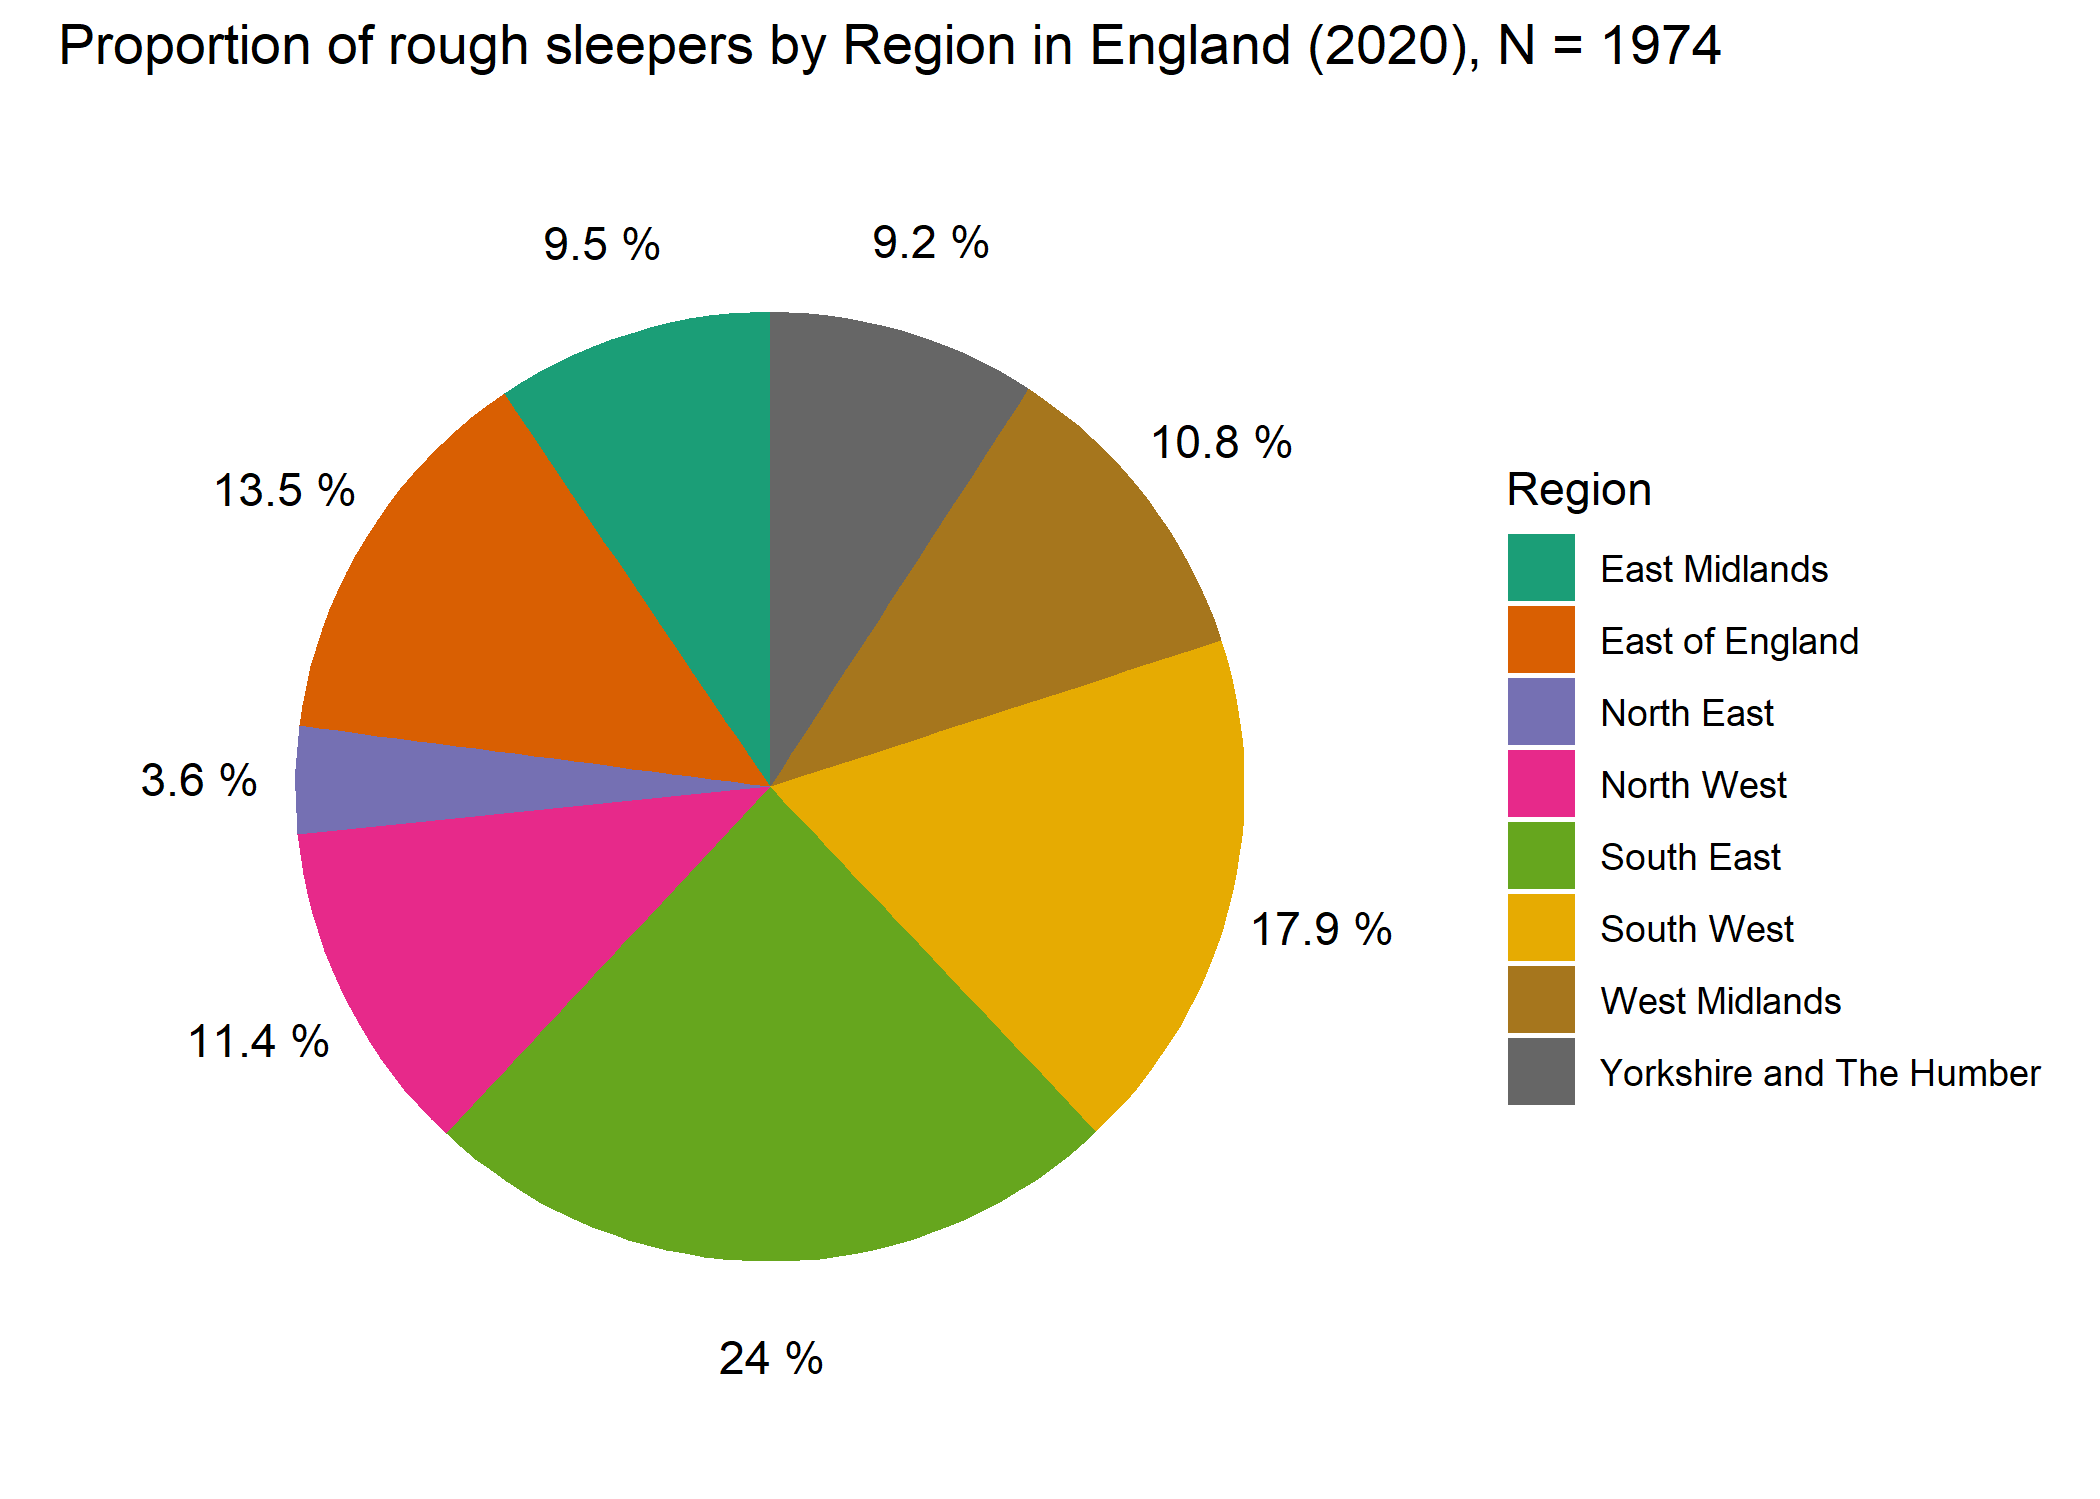 Proportion of rough sleepers by Region in England (2020), N = 1974
9.5 %
9.2 %
10.8 %
13.5 %
3.6 %
17.9 %
11.4 %
24 %
Region
East Midlands
East of England
North East
North West
South East
South West
West Midlands
Yorkshire and The Humber